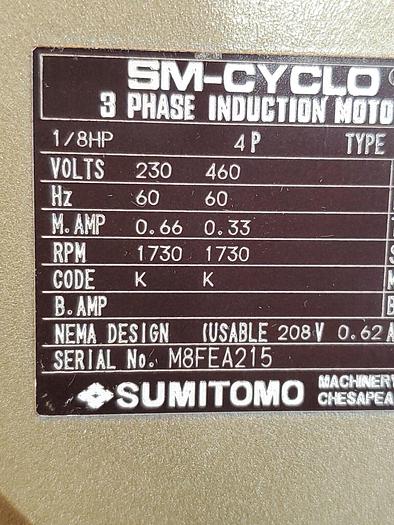 SM-CYCLO
3 PHASE INDUCTION MOTO
1/8HP 4P TYPE
VOLTS 230 460
Hz 60 60
M.AMP 0.66 0.33
RPM 1730 1730
CODE K K
B.AMP
NEMA DESIGN (USABLE 208V 0.62A
SERIAL No. M8FEA215
SUMITOMO MACHINERY
CHESAPEA